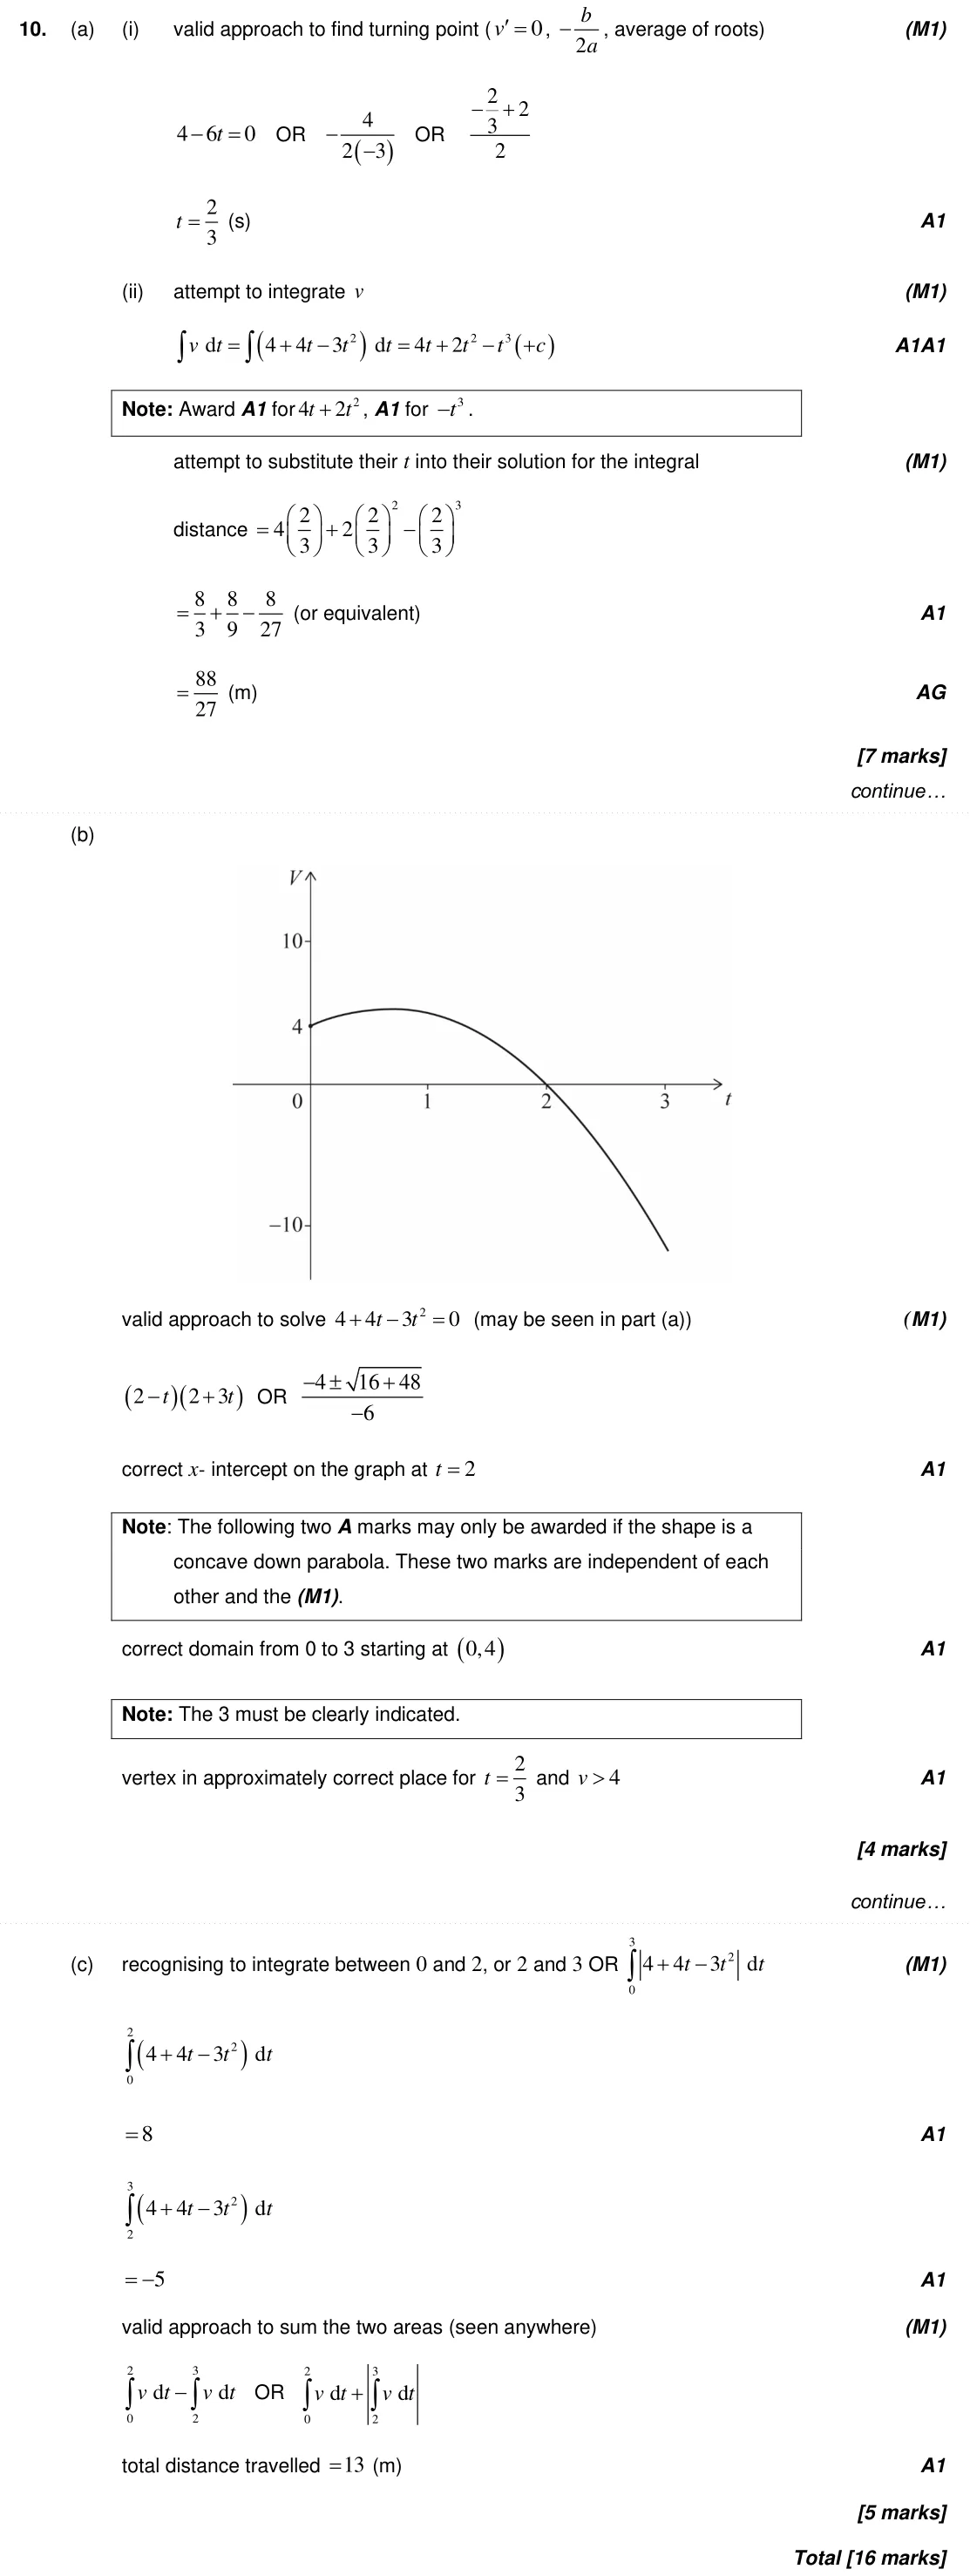 10. (a) (i) valid approach to find turning point ( v′ = 0 , −b/2a , average of roots) (M1)
4 − 6t = 0 OR −4/(2(−3)) OR (−2/3 + 2)/2
t = 2/3 (s) A1
(ii) attempt to integrate v (M1)
∫v dt = ∫(4 + 4t − 3t²) dt = 4t + 2t² − t³(+c) A1A1
Note: Award A1 for 4t + 2t² , A1 for −t³ .
attempt to substitute their t into their solution for the integral (M1)
distance = 4(2/3) + 2(2/3)² − (2/3)³
= 8/3 + 8/9 − 8/27 (or equivalent) A1
= 88/27 (m) AG
[7 marks]
continue…
(b)
V
10
4
0 1 2 3 t
−10
valid approach to solve 4 + 4t − 3t² = 0 (may be seen in part (a)) (M1)
(2 − t)(2 + 3t) OR (−4 ± √(16 + 48))/−6
correct x- intercept on the graph at t = 2 A1
Note: The following two A marks may only be awarded if the shape is a
concave down parabola. These two marks are independent of each
other and the (M1).
correct domain from 0 to 3 starting at (0,4) A1
Note: The 3 must be clearly indicated.
vertex in approximately correct place for t = 2/3 and v > 4 A1
[4 marks]
continue…
(c) recognising to integrate between 0 and 2, or 2 and 3 OR ∫₀³|4 + 4t − 3t²| dt (M1)
∫₀²(4 + 4t − 3t²) dt
= 8 A1
∫₂³(4 + 4t − 3t²) dt
= −5 A1
valid approach to sum the two areas (seen anywhere) (M1)
∫₀²v dt − ∫₂³v dt OR ∫₀²v dt + |∫₂³v dt|
total distance travelled = 13 (m) A1
[5 marks]
Total [16 marks]